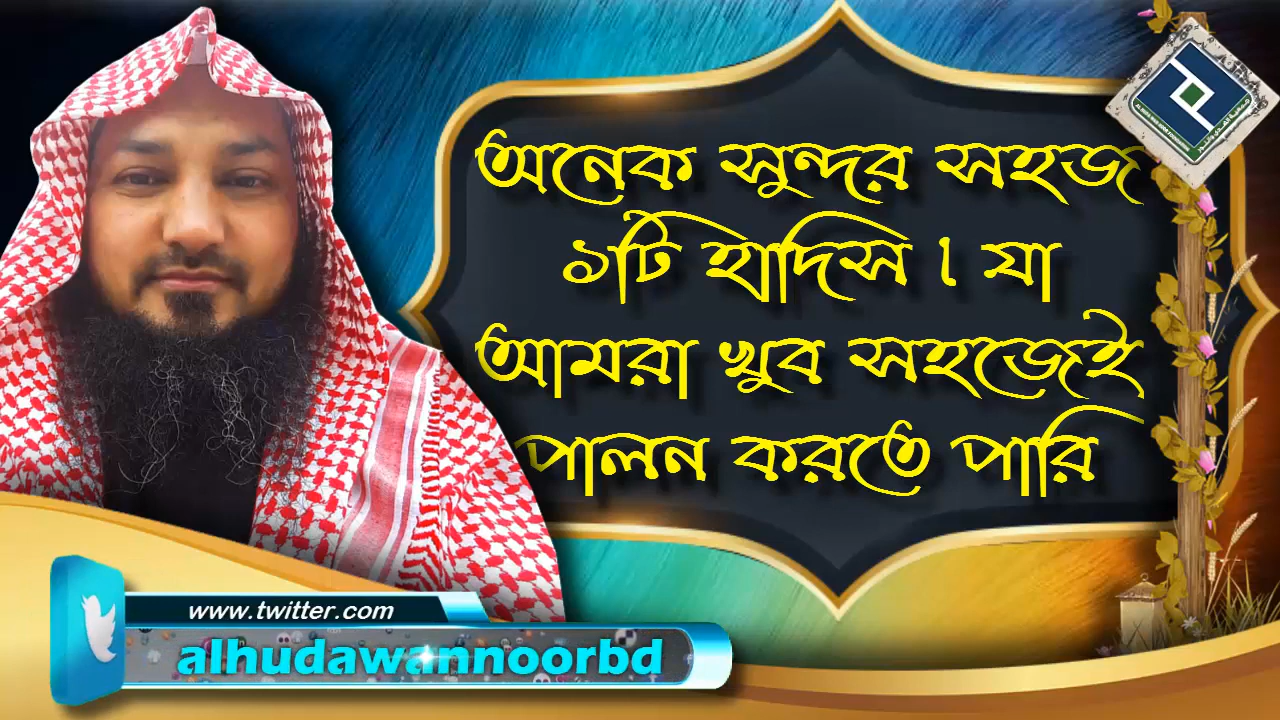 অনেক সুন্দর সহজ
১টি হাদিস। যা
আমরা খুব সহজেই
পালন করতে পারি
www.twitter.com
alhudawannoorbd